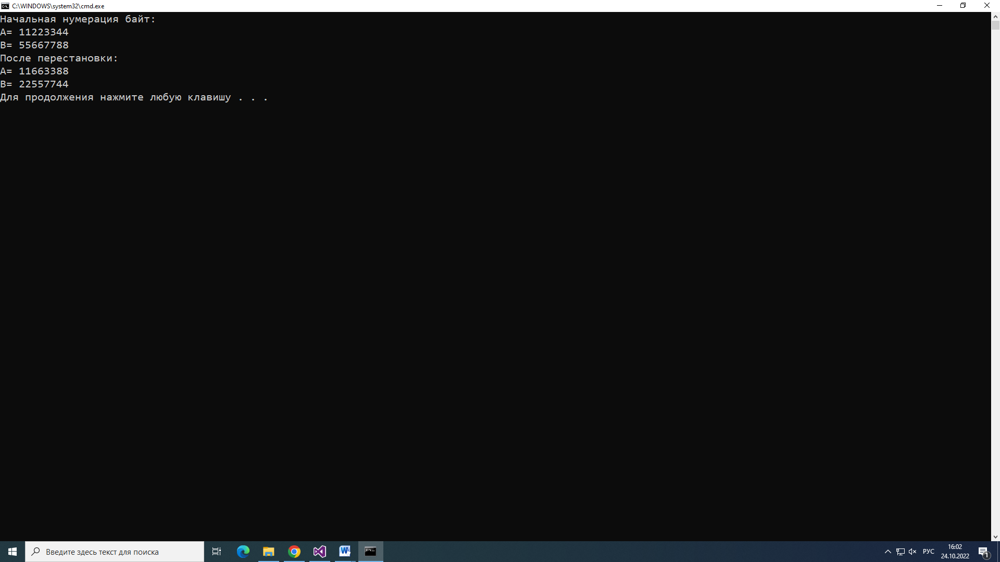 C:\WINDOWS\system32\cmd.exe
Начальная нумерация байт:
A= 11223344
B= 55667788
После перестановки:
A= 11663388
B= 22557744
Для продолжения нажмите любую клавишу . . .
Введите здесь текст для поиска
РУС
16:02
24.10.2022
1